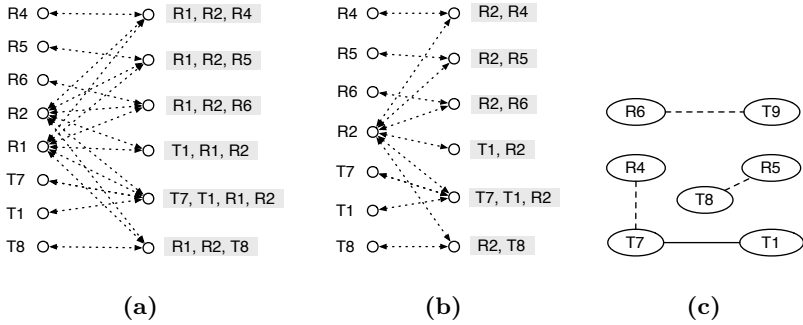 R4
R1, R2, R4
R5
R1, R2, R5
R6
R1, R2, R6
R2
R1
T1, R1, R2
T7
T7, T1, R1, R2
T1
T8
R1, R2, T8
(a)
R4
R2, R4
R5
R2, R5
R6
R2, R6
R2
T1, R2
T7
T7, T1, R2
T1
T8
R2, T8
(b)
R6
T9
R4
R5
T8
T7
T1
(c)